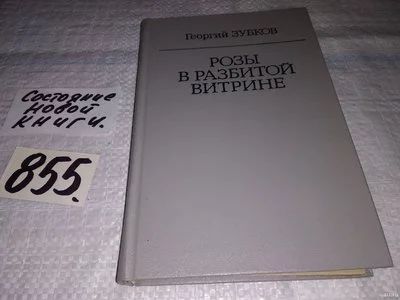 Георгий ЗУБКОВ
РОЗЫ
В РАЗБИТОЙ
ВИТРИНЕ
Состояние
новой
книги.
855.